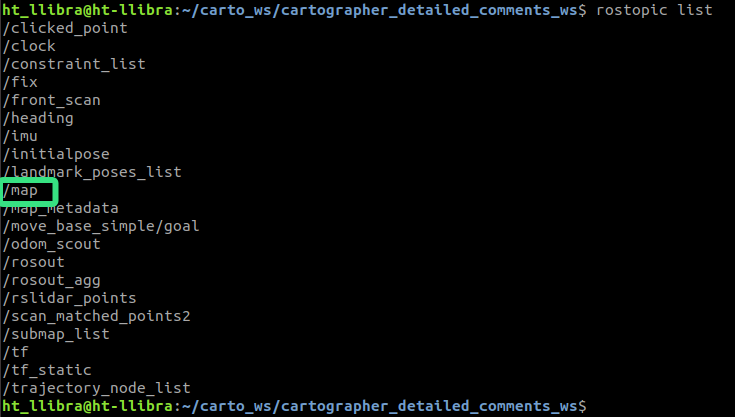 ht_llibra@ht-llibra:~/carto_ws/cartographer_detailed_comments_ws$ rostopic list
/clicked_point
/clock
/constraint_list
/fix
/front_scan
/heading
/imu
/initialpose
/landmark_poses_list
/map
/map_metadata
/move_base_simple/goal
/odom_scout
/rosout
/rosout_agg
/rslidar_points
/scan_matched_points2
/submap_list
/tf
/tf_static
/trajectory_node_list
ht_llibra@ht-llibra:~/carto_ws/cartographer_detailed_comments_ws$